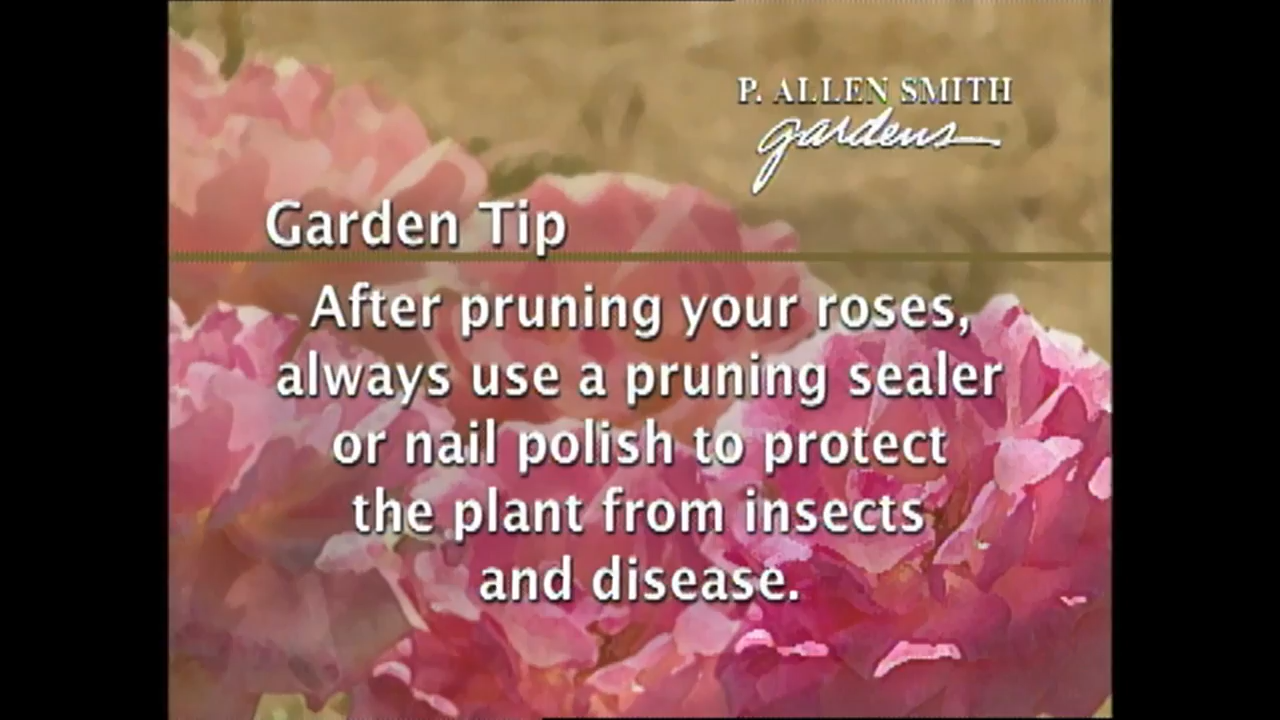 P. ALLEN SMITH
gardens
Garden Tip
After pruning your roses,
always use a pruning sealer
or nail polish to protect
the plant from insects
and disease.